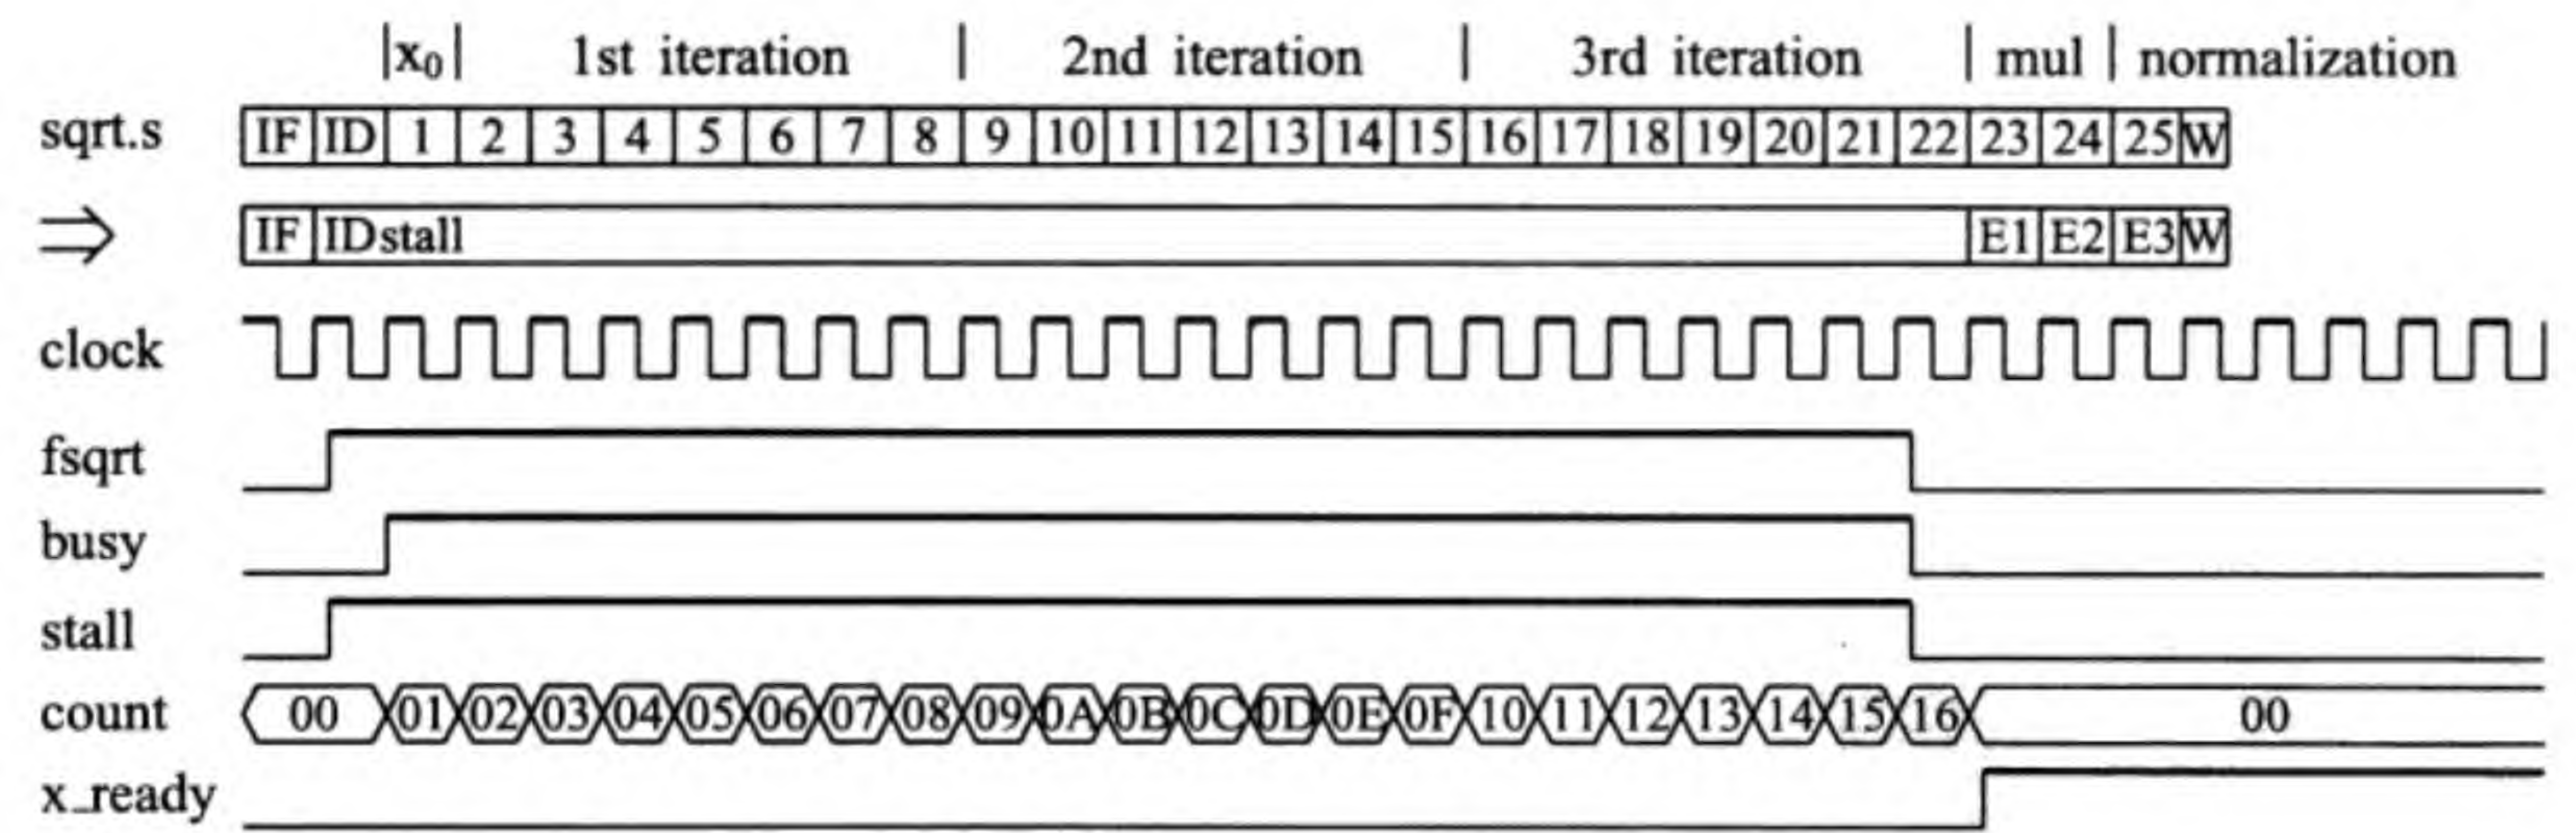 |x₀| 1st iteration | 2nd iteration | 3rd iteration | mul | normalization
sqrt.s IF ID 1 2 3 4 5 6 7 8 9 10 11 12 13 14 15 16 17 18 19 20 21 22 23 24 25 W
⇒ IF ID stall E1 E2 E3 W
clock
fsqrt
busy
stall
count 00 01 02 03 04 05 06 07 08 09 0A 0B 0C 0D 0E 0F 10 11 12 13 14 15 16 00
x_ready